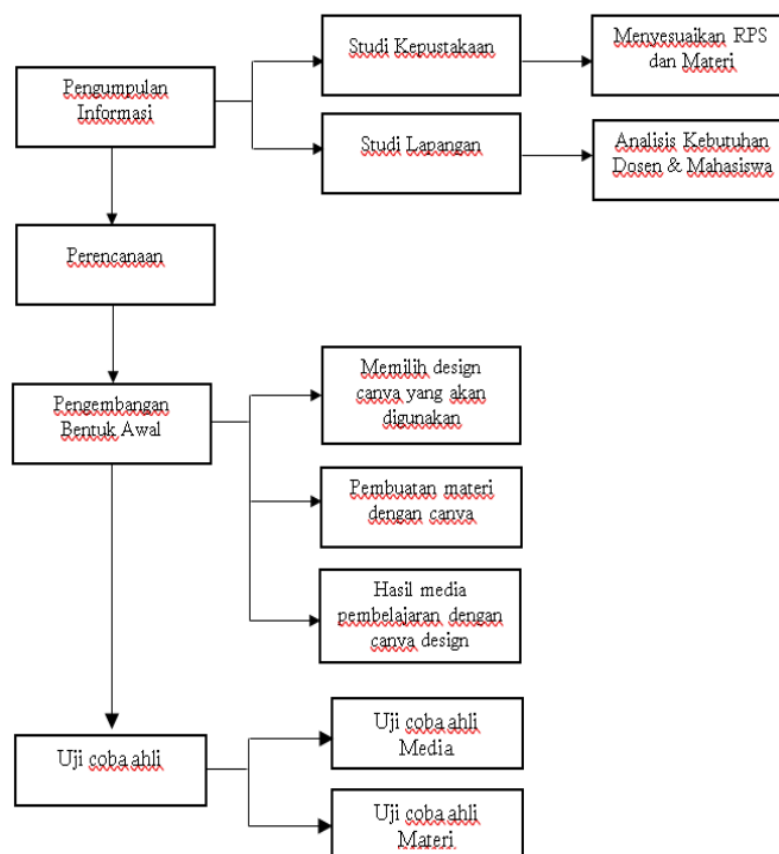 Studi Kepustakaan
Menyesuaikan RPS
dan Materi
Pengumpulan
Informasi
Studi Lapangan
Analisis Kebutuhan
Dosen & Mahasiswa
Perencanaan
Pengembangan
Bentuk Awal
Memilih design
canva yang akan
digunakan
Pembuatan materi
dengan canva
Hasil media
pembelajaran dengan
canva design
Uji coba ahli
Uji coba ahli
Media
Uji coba ahli
Materi